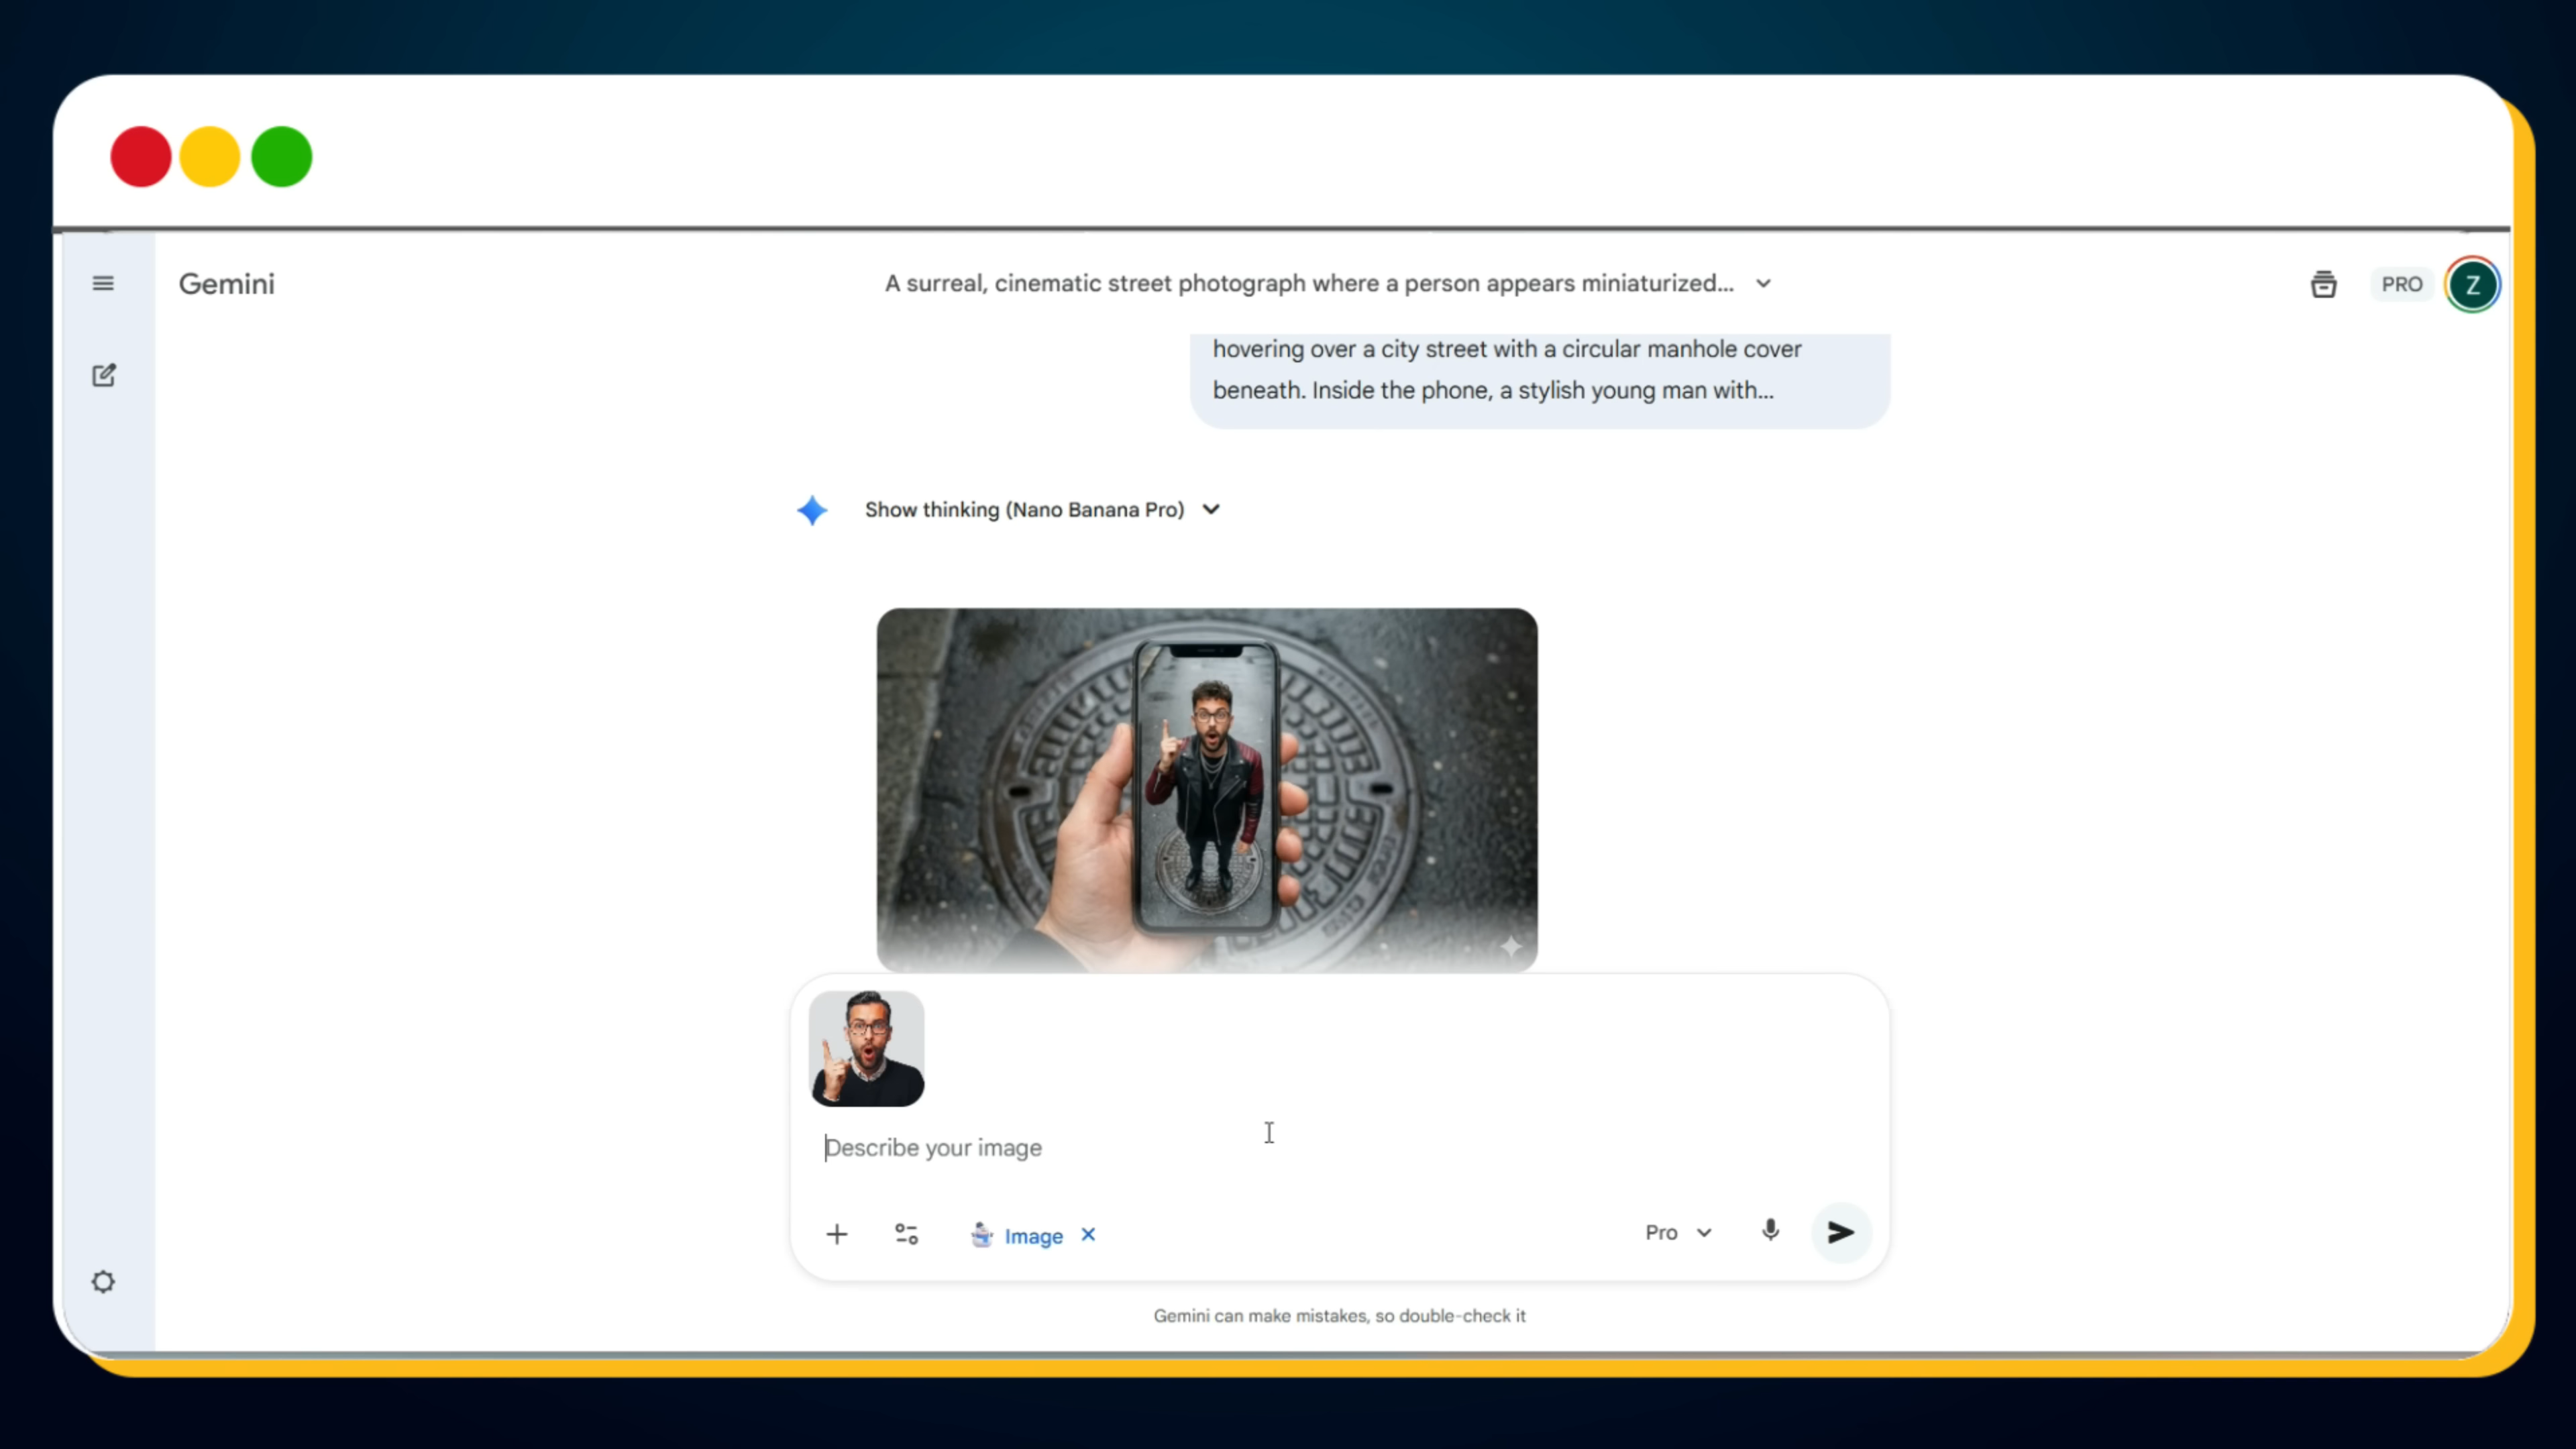 Gemini
A surreal, cinematic street photograph where a person appears miniaturized...
PRO
Z
hovering over a city street with a circular manhole cover
beneath. Inside the phone, a stylish young man with...
Show thinking (Nano Banana Pro)
Describe your image
Image
Pro
Gemini can make mistakes, so double-check it